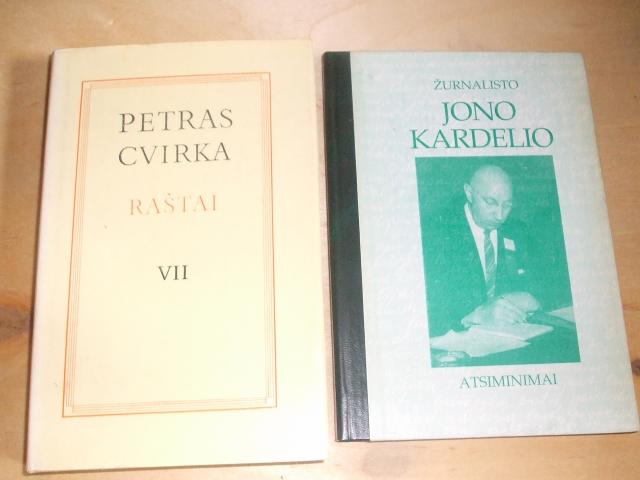 PETRAS
CVIRKA
RAŠTAI
VII
ŽURNALISTO
JONO
KARDELIO
ATSIMINIMAI